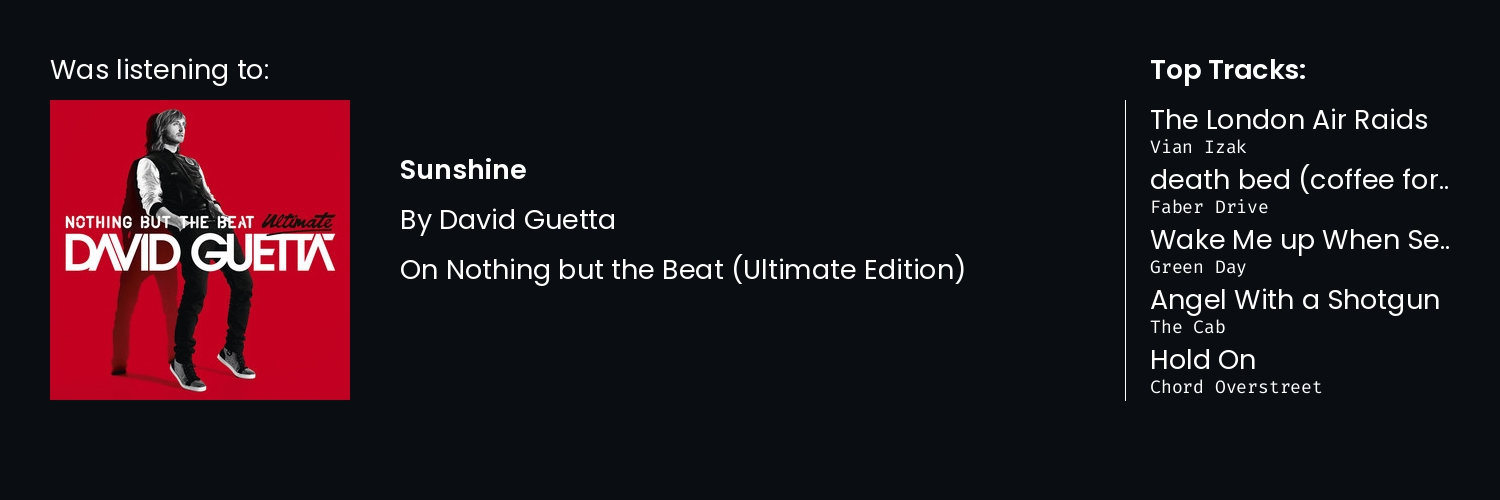 Was listening to:
NOTHING BUT THE BEAT Ultimate
DAVID GUETTA
Sunshine
By David Guetta
On Nothing but the Beat (Ultimate Edition)
Top Tracks:
The London Air Raids
Vian Izak
death bed (coffee for..
Faber Drive
Wake Me up When Se..
Green Day
Angel With a Shotgun
The Cab
Hold On
Chord Overstreet